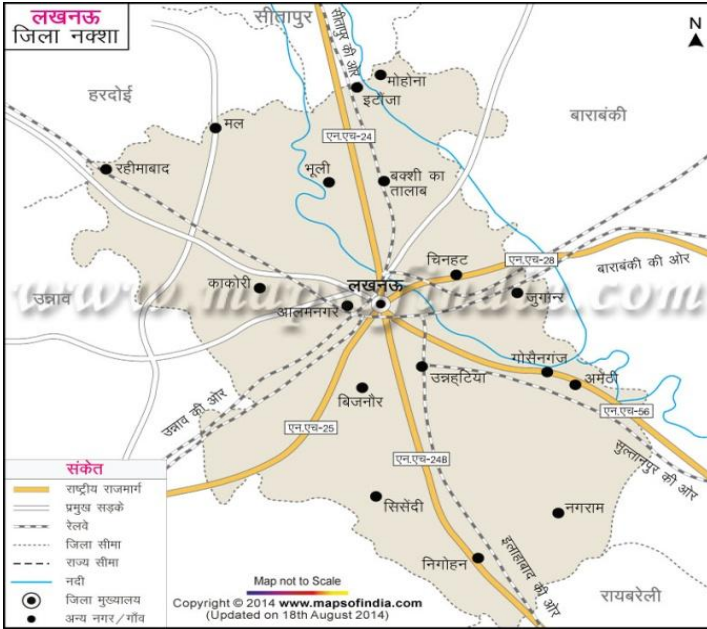 लखनऊ
जिला नक्शा
सीतापुर
सीतापुर की ओर
N
हरदोई
मोहोना
इटौंजा
बाराबंकी
मल
एन.एच-24
रहीमाबाद
भूली
बक्शी का
तालाब
चिनहट
एन.एच-28
बाराबंकी की ओर
उन्नाव
काकोरी
लखनऊ
आलमनगर
जुगान्र
www.mapsofindia.com
गोसैनगंज
उन्नहटिया
अमेठी
बिजनौर
उन्नाव की ओर
एन.एच-25
एन.एच-56
एन.एच-24B
सुल्तानपुर की ओर
संकेत
राष्ट्रीय राजमार्ग
प्रमुख सड़के
रेलवे
जिला सीमा
राज्य सीमा
नदी
जिला मुख्यालय
अन्य नगर/गाँव
सिसेंदी
नगराम
निगोहन
इलाहाबाद की ओर
रायबरेली
Map not to Scale
Copyright © 2014 www.mapsofindia.com
(Updated on 18th August 2014)